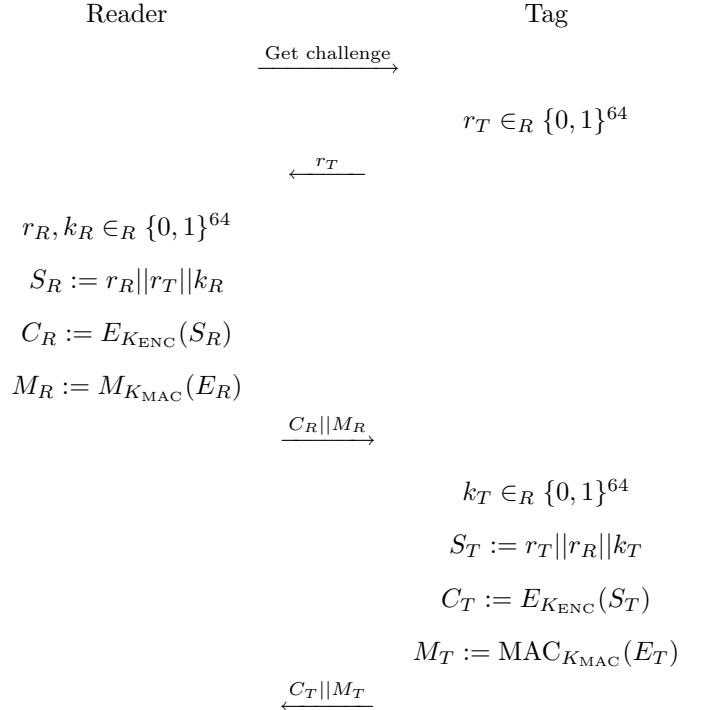 Reader Tag
Get challenge
r_T ∈_R {0, 1}^64
r_T
r_R, k_R ∈_R {0, 1}^64
S_R := r_R||r_T||k_R
C_R := E_{K_ENC}(S_R)
M_R := M_{K_MAC}(E_R)
C_R||M_R
k_T ∈_R {0, 1}^64
S_T := r_T||r_R||k_T
C_T := E_{K_ENC}(S_T)
M_T := MAC_{K_MAC}(E_T)
C_T||M_T